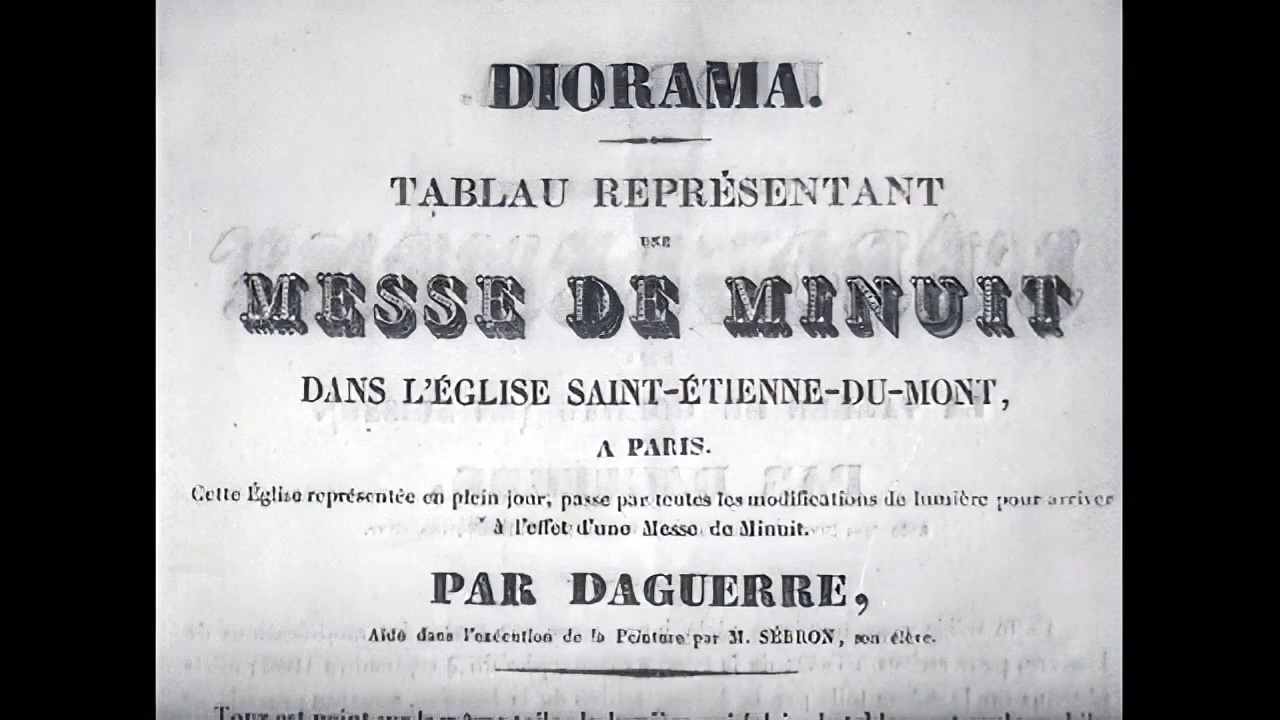 DIORAMA.
TABLAU REPRÉSENTANT
UNE
MESSE DE MINUIT
DANS L'ÉGLISE SAINT-ÉTIENNE-DU-MONT,
A PARIS.
Cette Église représentée en plein jour, passe par toutes les modifications de lumière pour arriver
à l'effet d'une Messe de Minuit.
PAR DAGUERRE,
Aidé dans l'exécution de la Peinture par M. SÉBRON, son élève.